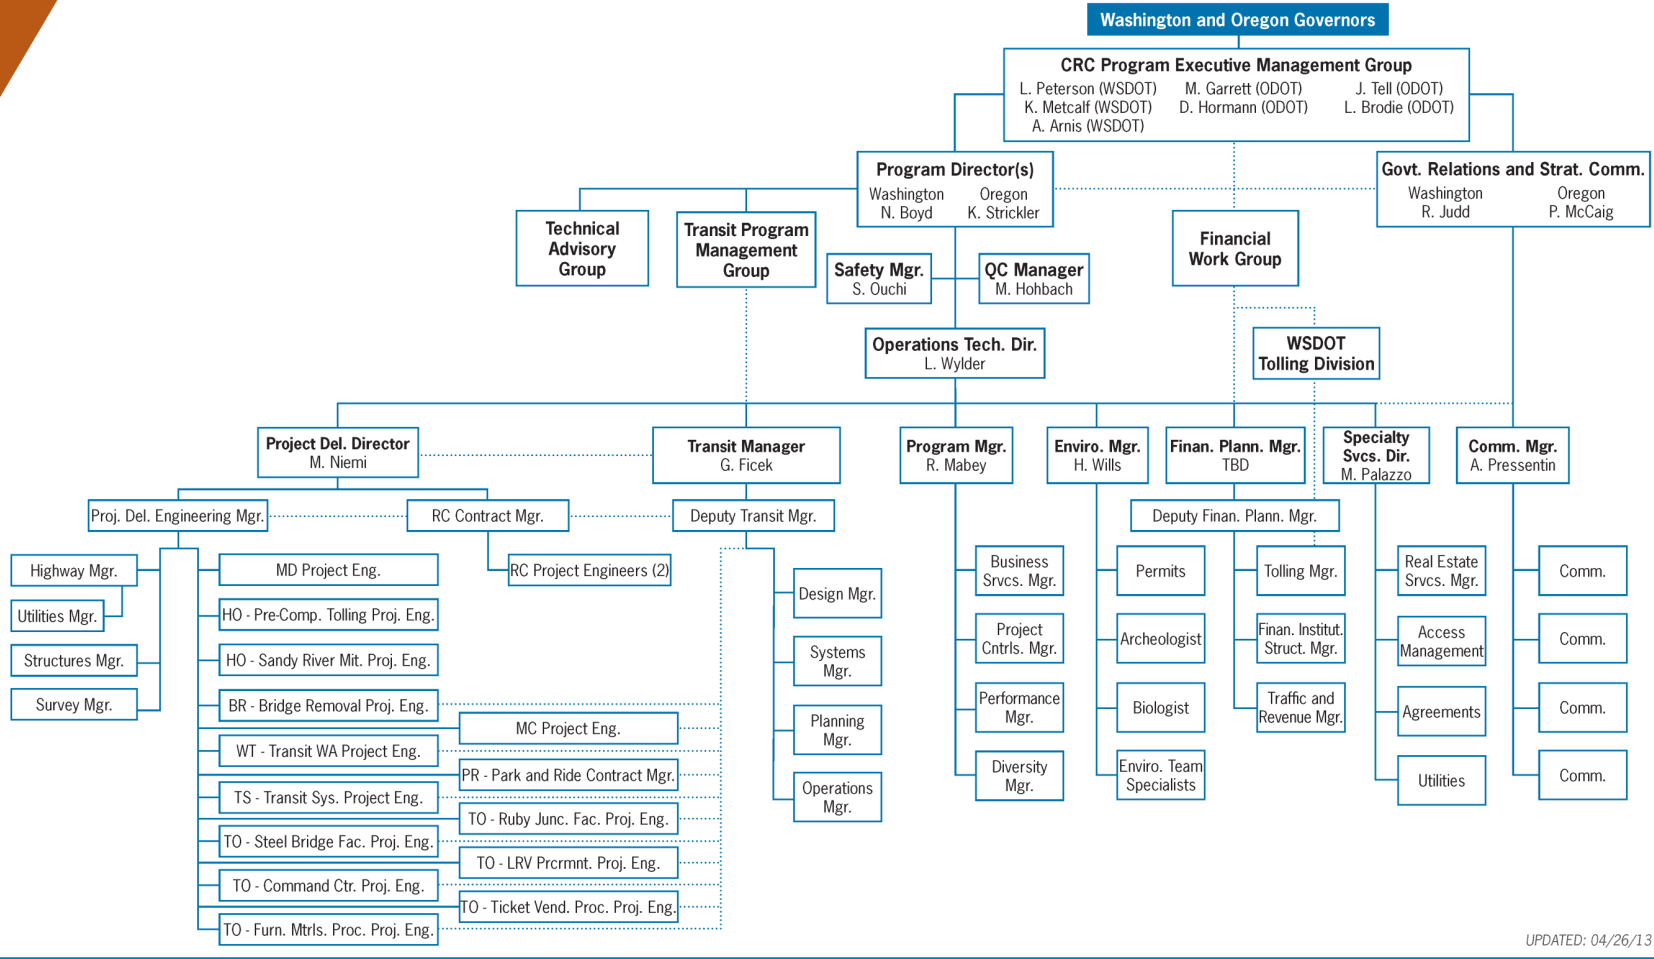 Washington and Oregon Governors
CRC Program Executive Management Group
L. Peterson (WSDOT) M. Garrett (ODOT) J. Tell (ODOT)
K. Metcalf (WSDOT) D. Hormann (ODOT) L. Brodie (ODOT)
A. Arnis (WSDOT)
Program Director(s)
Washington Oregon
N. Boyd K. Strickler
Govt. Relations and Strat. Comm.
Washington Oregon
R. Judd P. McCaig
Technical
Advisory
Group
Transit Program
Management
Group
Financial
Work Group
Safety Mgr.
S. Ouchi
QC Manager
M. Hohbach
Operations Tech. Dir.
L. Wylder
WSDOT
Tolling Division
Project Del. Director
M. Niemi
Transit Manager
G. Ficek
Program Mgr.
R. Mabey
Enviro. Mgr.
H. Wills
Finan. Plann. Mgr.
TBD
Specialty
Svcs. Dir.
M. Palazzo
Comm. Mgr.
A. Pressentin
Proj. Del. Engineering Mgr.
RC Contract Mgr.
Deputy Transit Mgr.
Deputy Finan. Plann. Mgr.
Highway Mgr.
Utilities Mgr.
Structures Mgr.
Survey Mgr.
MD Project Eng.
HO - Pre-Comp. Tolling Proj. Eng.
HO - Sandy River Mit. Proj. Eng.
BR - Bridge Removal Proj. Eng.
MC Project Eng.
WT - Transit WA Project Eng.
PR - Park and Ride Contract Mgr.
TS - Transit Sys. Project Eng.
TO - Ruby Junc. Fac. Proj. Eng.
TO - Steel Bridge Fac. Proj. Eng.
TO - LRV Prcrmnt. Proj. Eng.
TO - Command Ctr. Proj. Eng.
TO - Ticket Vend. Proc. Proj. Eng.
TO - Furn. Mtrls. Proc. Proj. Eng.
RC Project Engineers (2)
Design Mgr.
Systems
Mgr.
Planning
Mgr.
Operations
Mgr.
Business
Srvcs. Mgr.
Project
Cntrls. Mgr.
Performance
Mgr.
Diversity
Mgr.
Permits
Archeologist
Biologist
Enviro. Team
Specialists
Tolling Mgr.
Finan. Institut.
Struct. Mgr.
Traffic and
Revenue Mgr.
Real Estate
Srvcs. Mgr.
Access
Management
Agreements
Utilities
Comm.
Comm.
Comm.
Comm.
UPDATED: 04/26/13